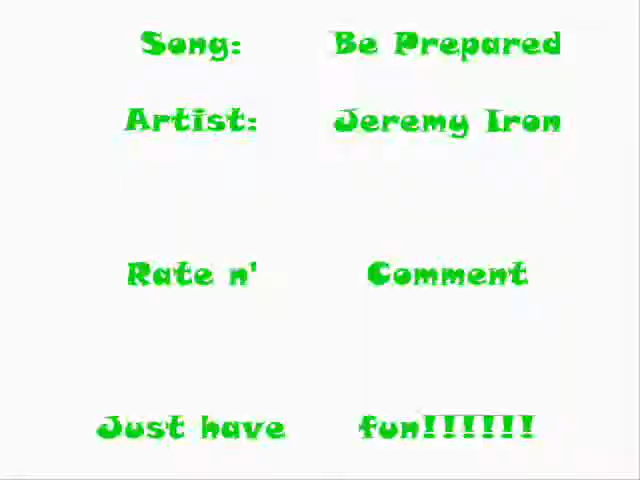 Song: Be Prepared
Artist: Jeremy Iron
Rate n' Comment
Just have fun!!!!!!